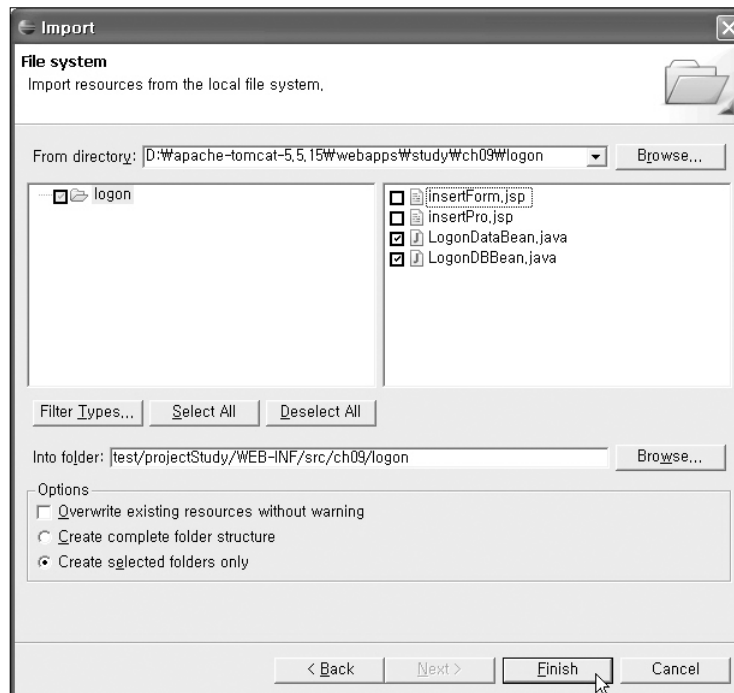 Import
File system
Import resources from the local file system.
From directory: D:₩apache-tomcat-5.5.15₩webapps₩study₩ch09₩logon Browse...
logon
insertForm.jsp
insertPro.jsp
LogonDataBean.java
LogonDBBean.java
Filter Types... Select All Deselect All
Into folder: test/projectStudy/WEB-INF/src/ch09/logon Browse...
Options
Overwrite existing resources without warning
Create complete folder structure
Create selected folders only
< Back Next > Finish Cancel